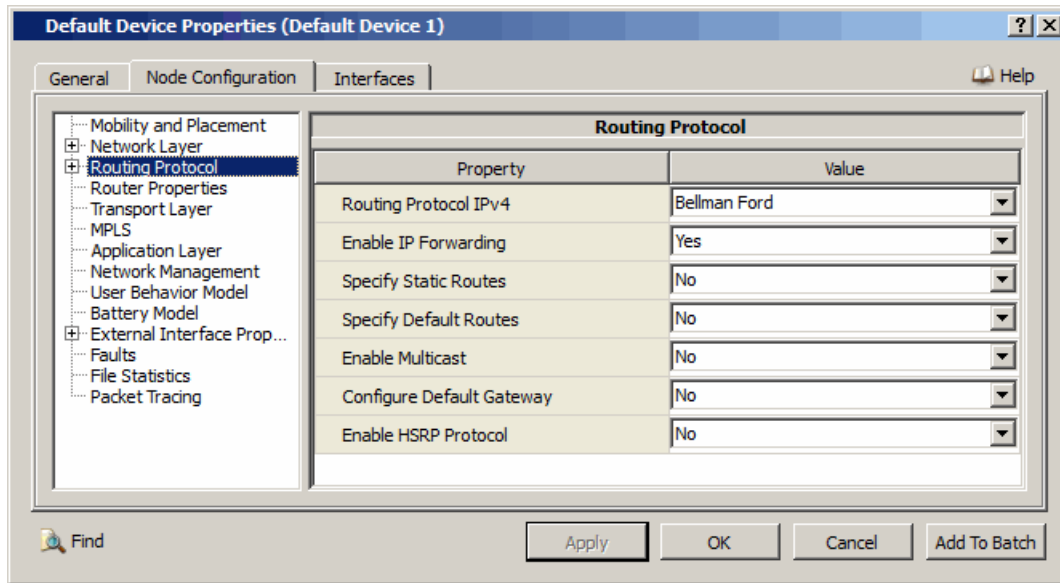 Default Device Properties (Default Device 1)
General Node Configuration Interfaces Help
Mobility and Placement
Network Layer
Routing Protocol
Router Properties
Transport Layer
MPLS
Application Layer
Network Management
User Behavior Model
Battery Model
External Interface Prop...
Faults
File Statistics
Packet Tracing
Routing Protocol
Property Value
Routing Protocol IPv4 Bellman Ford
Enable IP Forwarding Yes
Specify Static Routes No
Specify Default Routes No
Enable Multicast No
Configure Default Gateway No
Enable HSRP Protocol No
Find Apply OK Cancel Add To Batch